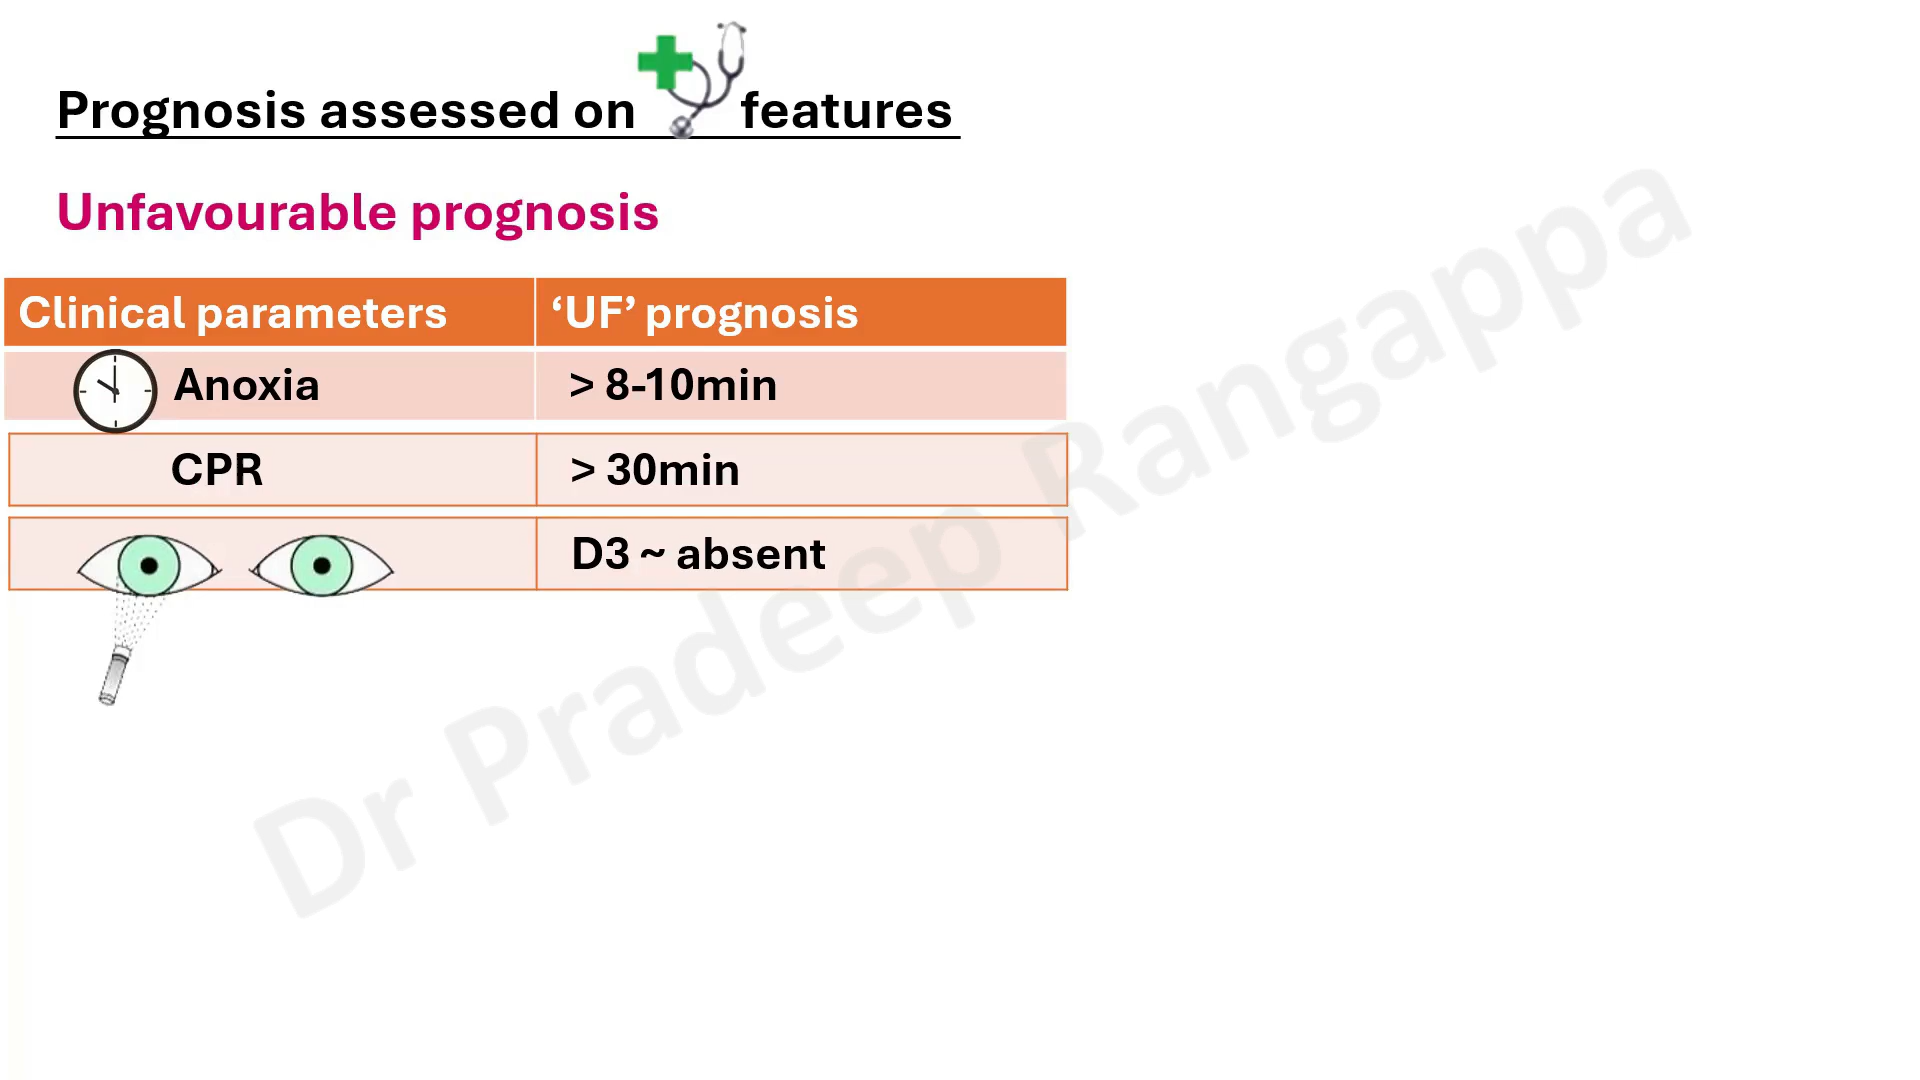 Prognosis assessed on features
Unfavourable prognosis
Clinical parameters ‘UF’ prognosis
Anoxia > 8-10min
CPR > 30min
D3 ~ absent
Dr Pradeep Rangappa